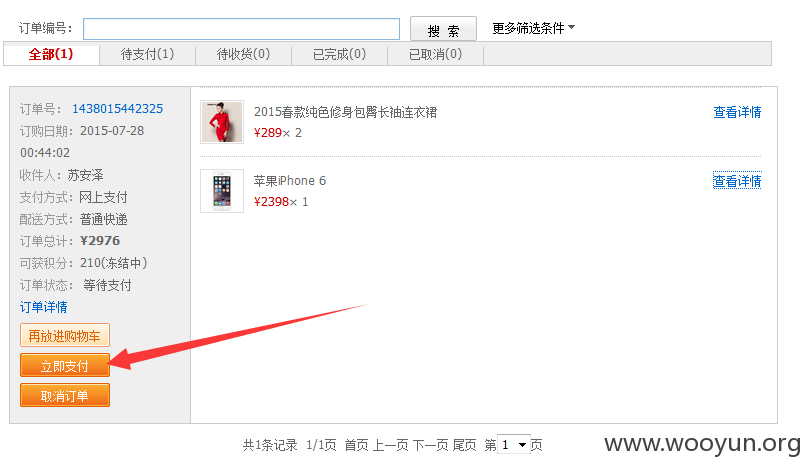 订单编号： 搜 索 更多筛选条件
全部(1) 待支付(1) 待收货(0) 已完成(0) 已取消(0)
订单号： 1438015442325
订购日期：2015-07-28
00:44:02
收件人：苏安泽
支付方式：网上支付
配送方式：普通快递
订单总计：¥2976
可获积分：210(冻结中)
订单状态： 等待支付
订单详情
再放进购物车
立即支付
取消订单
2015春款纯色修身包臀长袖连衣裙 查看详情
¥289× 2
苹果iPhone 6 查看详情
¥2398× 1
共1条记录 1/1页 首页 上一页 下一页 尾页 第 1 页
www.wooyun.org